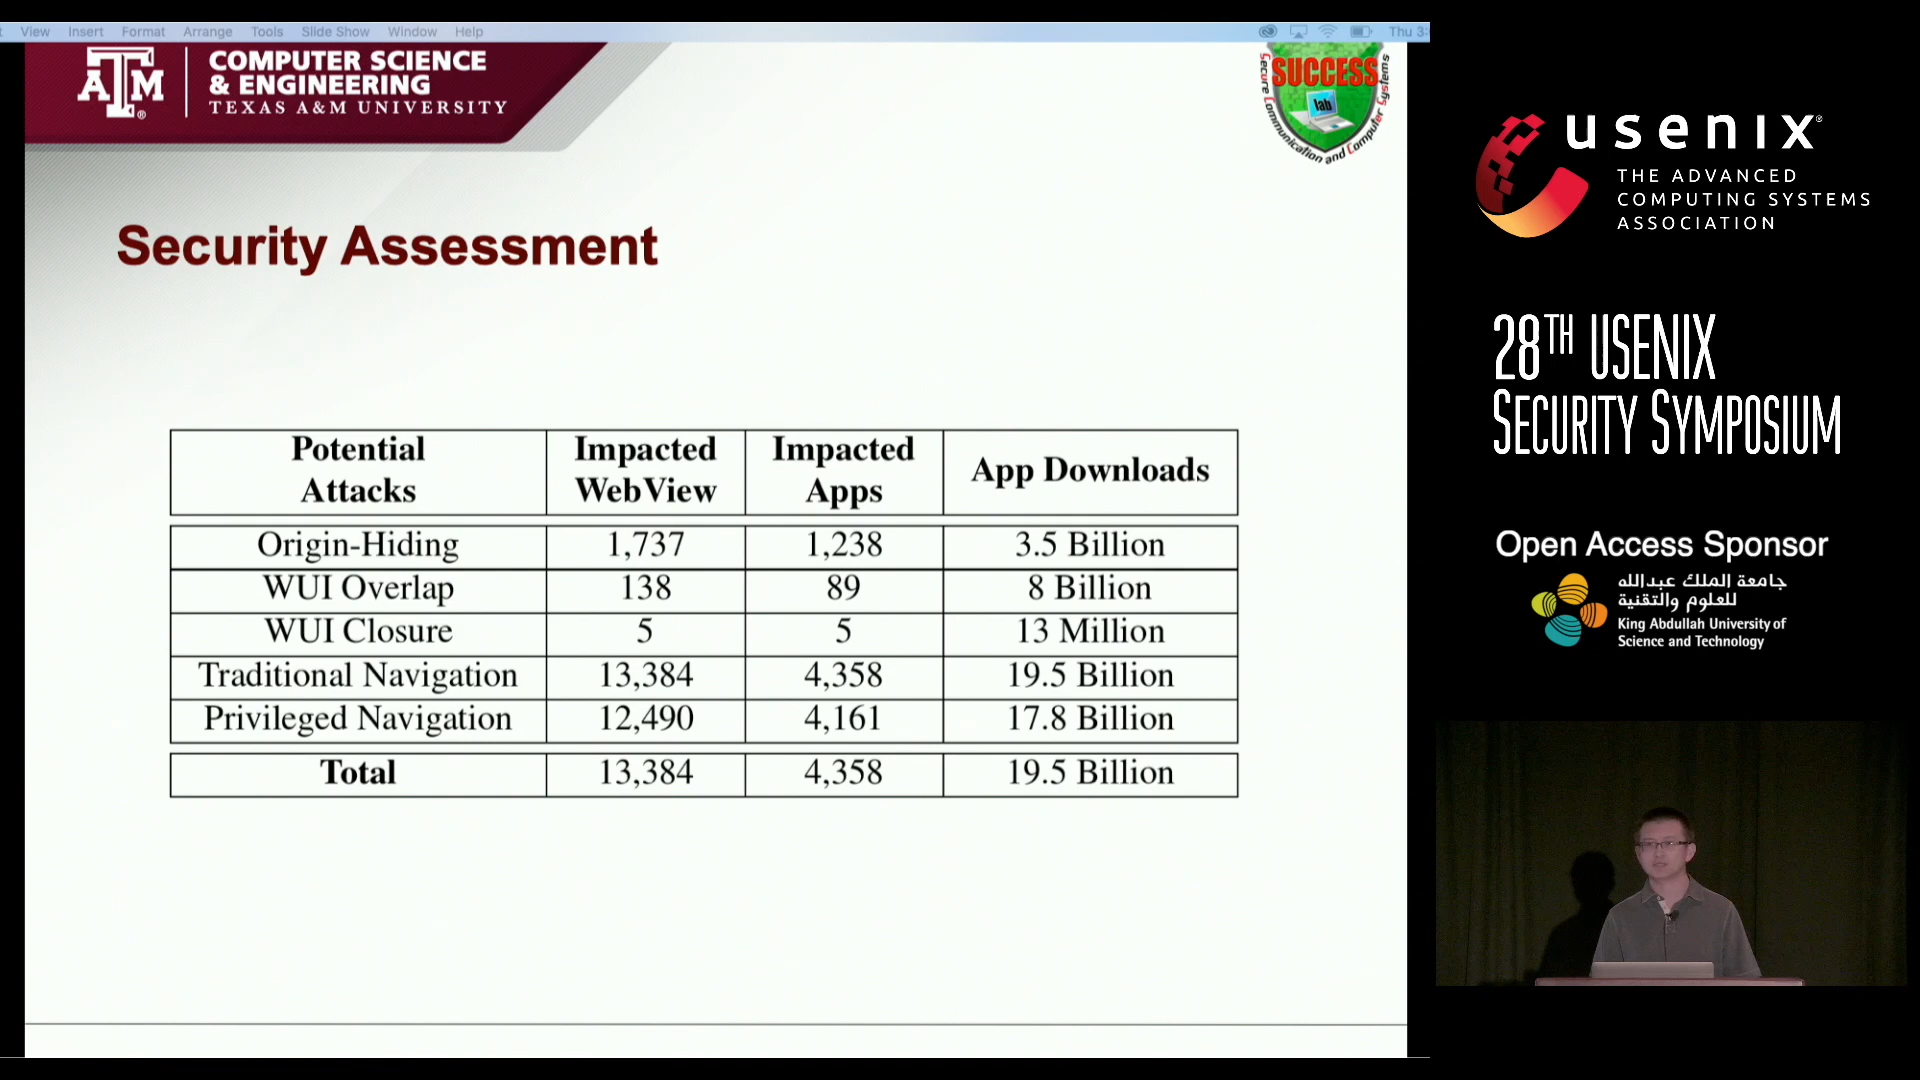 View Insert Format Arrange Tools Slide Show Window Help
Thu 3:
ATM
COMPUTER SCIENCE
& ENGINEERING
TEXAS A&M UNIVERSITY
SUCCESS
lab
Secure Communication and Computer Systems
Security Assessment
Potential Attacks Impacted WebView Impacted Apps App Downloads
Origin-Hiding 1,737 1,238 3.5 Billion
WUI Overlap 138 89 8 Billion
WUI Closure 5 5 13 Million
Traditional Navigation 13,384 4,358 19.5 Billion
Privileged Navigation 12,490 4,161 17.8 Billion
Total 13,384 4,358 19.5 Billion
usenix
THE ADVANCED
COMPUTING SYSTEMS
ASSOCIATION
28TH USENIX
SECURITY SYMPOSIUM
Open Access Sponsor
جامعة الملك عبدالله
للعلوم والتقنية
King Abdullah University of
Science and Technology